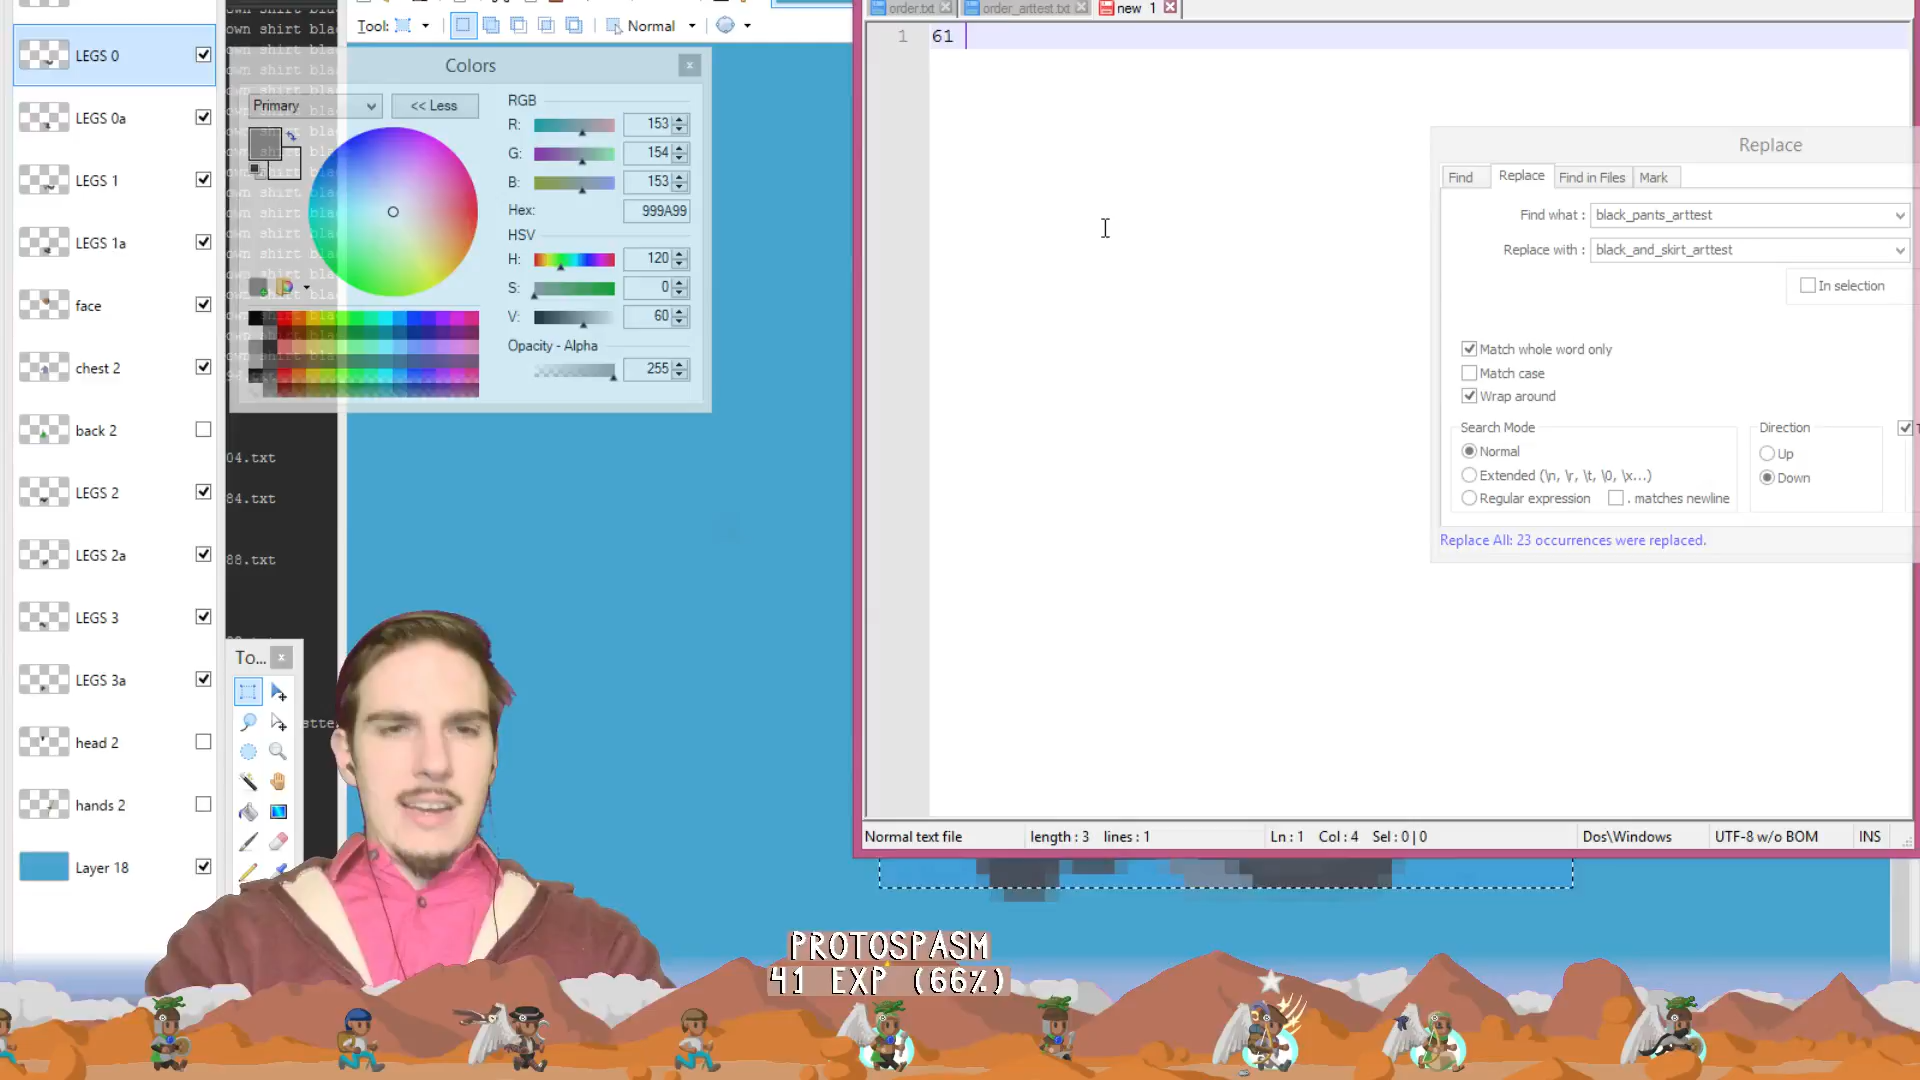 LEGS 0
LEGS 0a
LEGS 1
LEGS 1a
face
chest 2
back 2
LEGS 2
LEGS 2a
LEGS 3
LEGS 3a
head 2
hands 2
Layer 18
own shirt
04.txt
84.txt
88.txt
Tool:
Normal
Colors
Primary
<< Less
RGB
R: 153
G: 154
B: 153
Hex: 999A99
HSV
H: 120
S: 0
V: 60
Opacity - Alpha
255
To...
order.txt
order_arttest.txt
new 1
1 61
Replace
Find
Replace
Find in Files
Mark
Find what : black_pants_arttest
Replace with : black_and_skirt_arttest
In selection
Match whole word only
Match case
Wrap around
Search Mode
Normal
Extended (\n, \r, \t, \0, \x...)
Regular expression
. matches newline
Direction
Up
Down
Replace All: 23 occurrences were replaced.
Normal text file
length : 3 lines : 1
Ln : 1 Col : 4 Sel : 0 | 0
Dos\Windows
UTF-8 w/o BOM
INS
PROTOSPASM
41 EXP (66%)